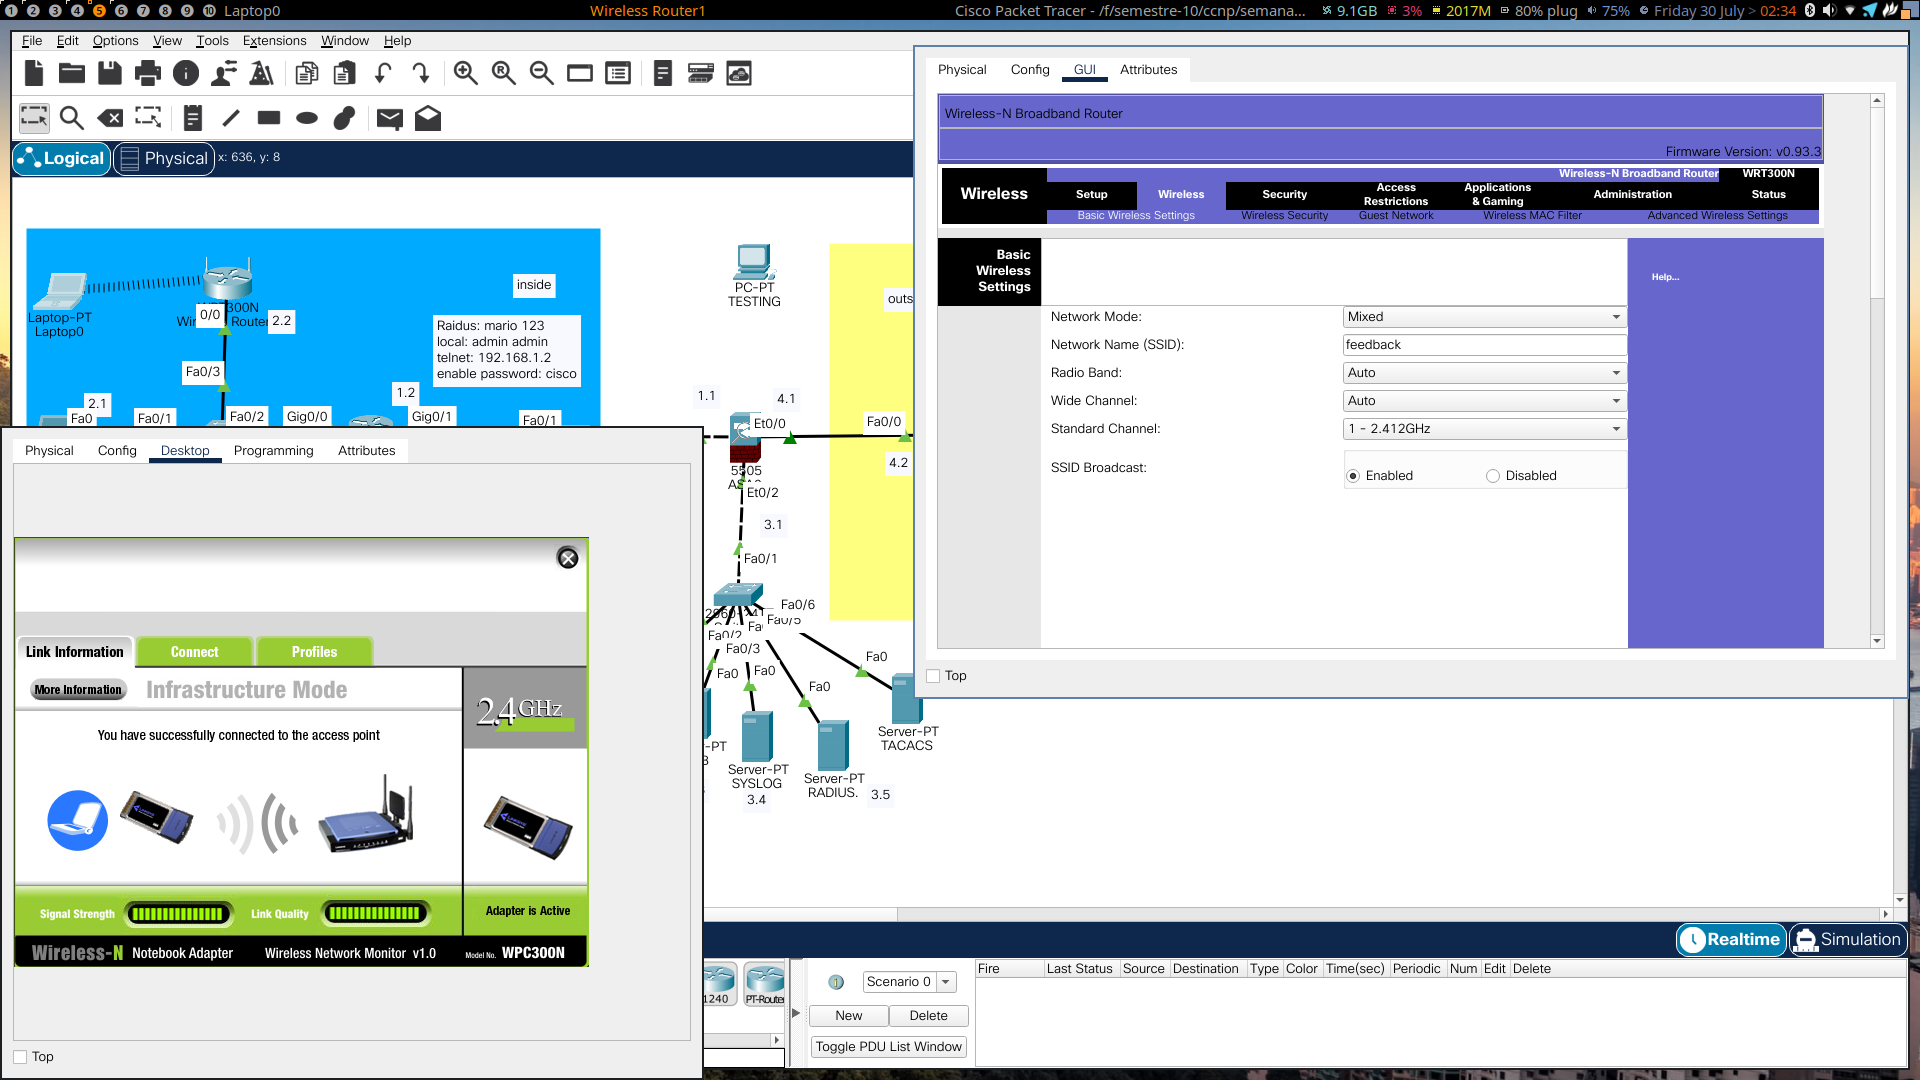 1 2 3 4 5 6 7 8 9 10 Laptop0
Wireless Router1
Cisco Packet Tracer - /f/semestre-10/ccnp/semana... 9.1GB 3% 2017M 80% plug 75% Friday 30 July > 02:34
File Edit Options View Tools Extensions Window Help
Logical Physical x: 636, y: 8
Laptop-PT
Laptop0
0/0
2.2
inside
Raidus: mario 123
local: admin admin
telnet: 192.168.1.2
enable password: cisco
Fa0/3
2.1
1.2
Fa0
Fa0/1
Fa0/2
Gig0/0
Gig0/1
Fa0/1
PC-PT
TESTING
outs
1.1
4.1
Et0/0
Fa0/0
4.2
5505
Et0/2
3.1
Fa0/1
Fa0/6
Fa0/5
Fa0/2
Fa0/3
Fa0
Fa0
Fa0
Fa0
Server-PT
TACACS
Server-PT
SYSLOG
3.4
Server-PT
RADIUS.
3.5
Physical Config Desktop Programming Attributes
Link Information Connect Profiles
More Information Infrastructure Mode
2.4GHz
You have successfully connected to the access point
Signal Strength Link Quality Adapter is Active
Wireless-N Notebook Adapter Wireless Network Monitor v1.0 Model No. WPC300N
Top
Physical Config GUI Attributes
Wireless-N Broadband Router
Firmware Version: v0.93.3
Wireless-N Broadband Router WRT300N
Wireless Setup Wireless Security Access Restrictions Applications & Gaming Administration Status
Basic Wireless Settings Wireless Security Guest Network Wireless MAC Filter Advanced Wireless Settings
Basic
Wireless
Settings
Help...
Network Mode: Mixed
Network Name (SSID): feedback
Radio Band: Auto
Wide Channel: Auto
Standard Channel: 1 - 2.412GHz
SSID Broadcast: Enabled Disabled
Top
Realtime Simulation
1240 PT-Router
Scenario 0
New Delete
Toggle PDU List Window
Fire Last Status Source Destination Type Color Time(sec) Periodic Num Edit Delete